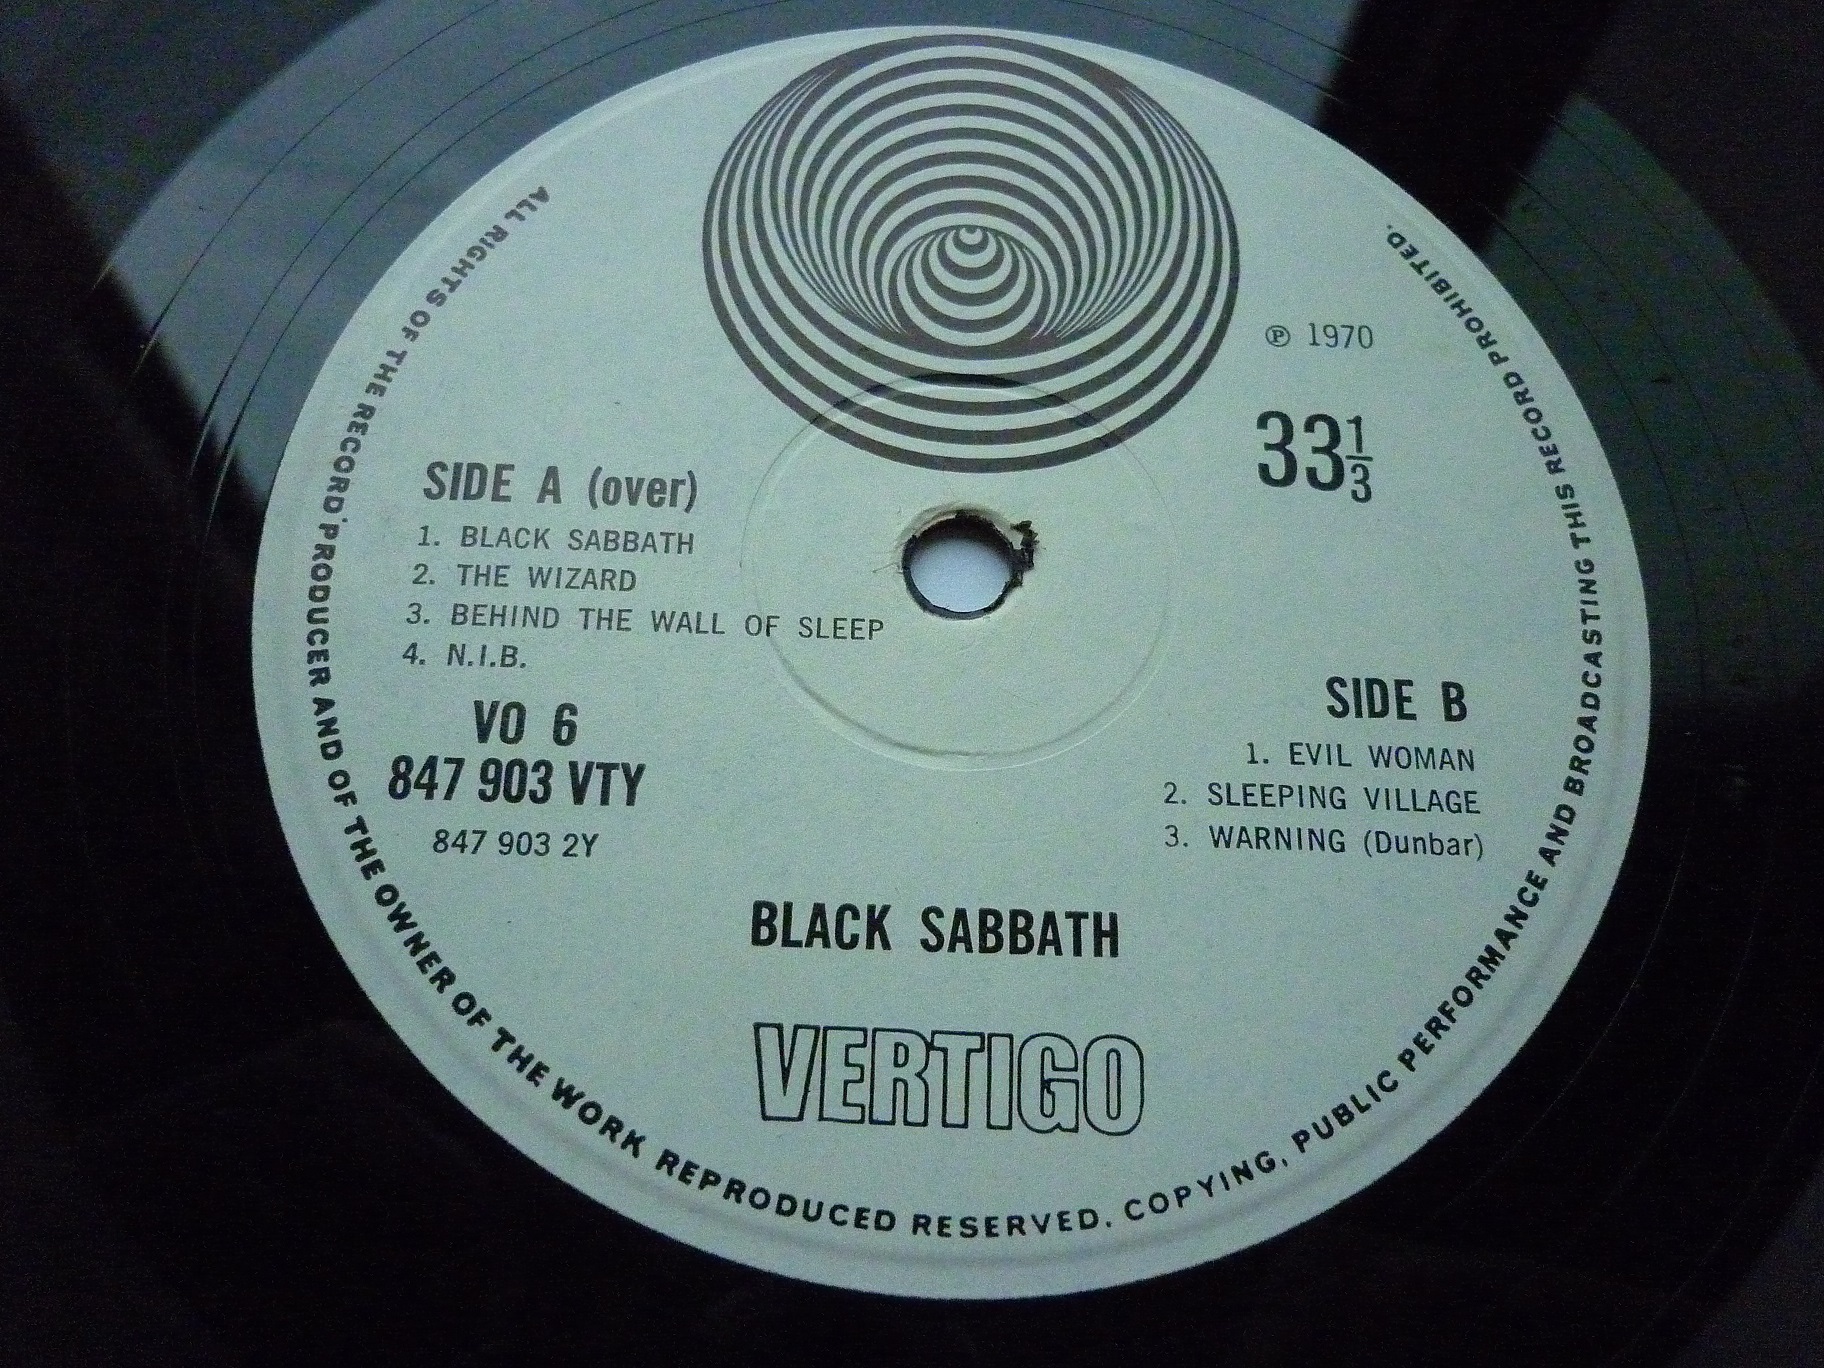 ℗ 1970
33 1/3
SIDE A (over)
1. BLACK SABBATH
2. THE WIZARD
3. BEHIND THE WALL OF SLEEP
4. N.I.B.
VO 6
847 903 VTY
847 903 2Y
SIDE B
1. EVIL WOMAN
2. SLEEPING VILLAGE
3. WARNING (Dunbar)
BLACK SABBATH
VERTIGO
ALL RIGHTS OF THE RECORD PRODUCER AND OF THE OWNER OF THE WORK REPRODUCED RESERVED. COPYING, PUBLIC PERFORMANCE AND BROADCASTING THIS RECORD PROHIBITED.